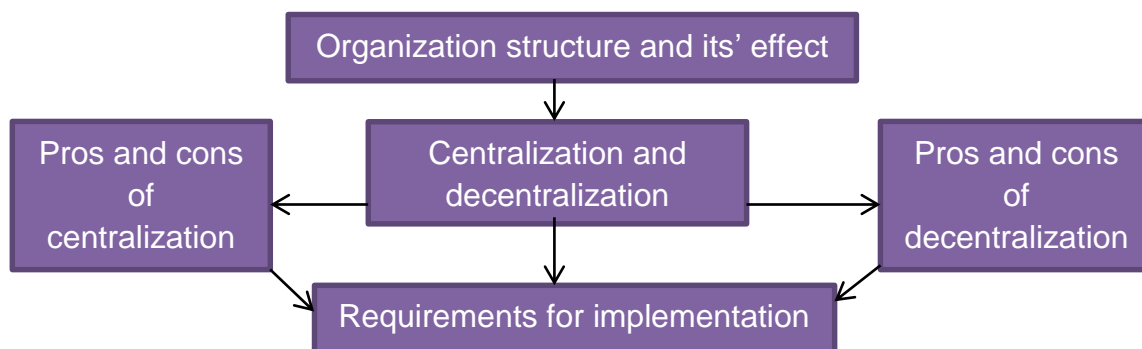 Organization structure and its’ effect
Pros and cons
of
centralization
Centralization and
decentralization
Pros and cons
of
decentralization
Requirements for implementation